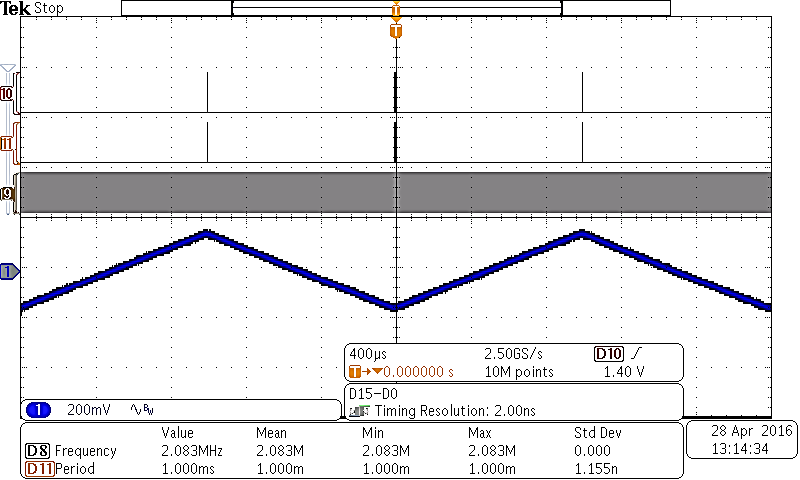 Tek Stop
T
T
10
11
9
1
400µs 2.50GS/s D10 ⌠
T→▼0.000000 s 10M points 1.40 V
D15-D0
Timing Resolution: 2.00ns
1 200mV ∿BW
Value Mean Min Max Std Dev
D8 Frequency 2.083MHz 2.083M 2.083M 2.083M 0.000
D11 Period 1.000ms 1.000m 1.000m 1.000m 1.155n
28 Apr 2016
13:14:34